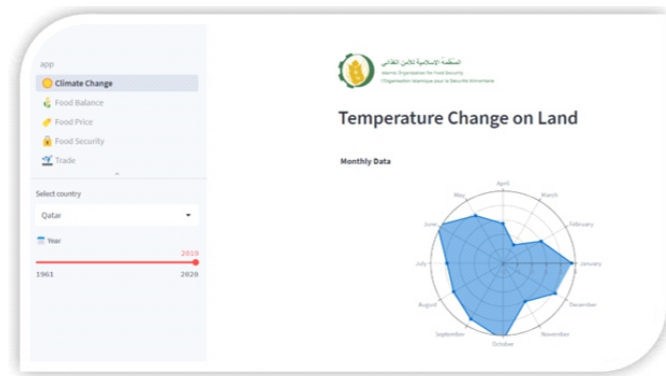 app
Climate Change
Food Balance
Food Price
Food Security
Trade
Select country
Qatar
Year
2019
1961
2020
المنظمة الإسلامية للأمن الغذائي
Islamic Organization for Food Security
l'Organisation Islamique pour la Sécurité Alimentaire
Temperature Change on Land
Monthly Data
April
March
February
January
December
November
October
September
August
July
June
May